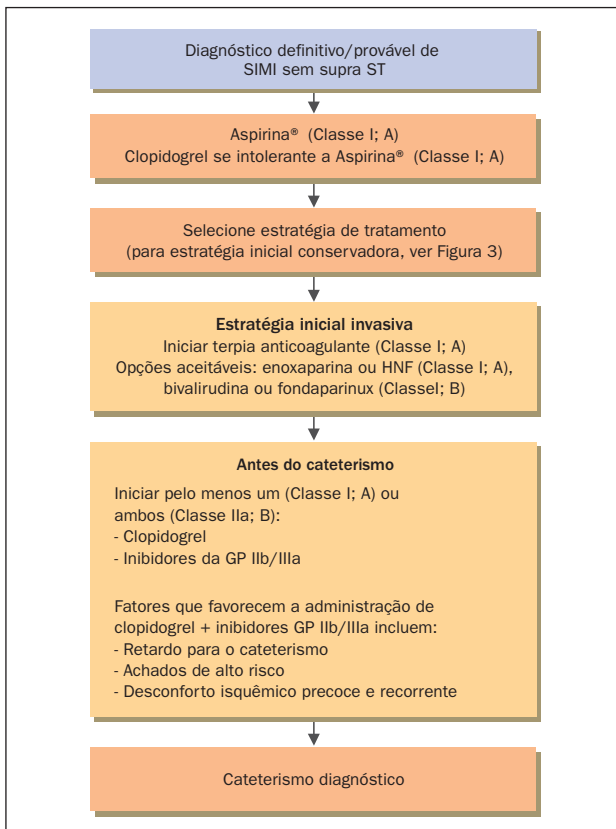 Diagnóstico definitivo/provável de
SIMI sem supra ST
Aspirina® (Classe I; A)
Clopidogrel se intolerante a Aspirina® (Classe I; A)
Selecione estratégia de tratamento
(para estratégia inicial conservadora, ver Figura 3)
Estratégia inicial invasiva
Iniciar terpia anticoagulante (Classe I; A)
Opções aceitáveis: enoxaparina ou HNF (Classe I; A),
bivalirudina ou fondaparinux (ClasseI; B)
Antes do cateterismo
Iniciar pelo menos um (Classe I; A) ou
ambos (Classe IIa; B):
- Clopidogrel
- Inibidores da GP IIb/IIIa
Fatores que favorecem a administração de
clopidogrel + inibidores GP IIb/IIIa incluem:
- Retardo para o cateterismo
- Achados de alto risco
- Desconforto isquêmico precoce e recorrente
Cateterismo diagnóstico